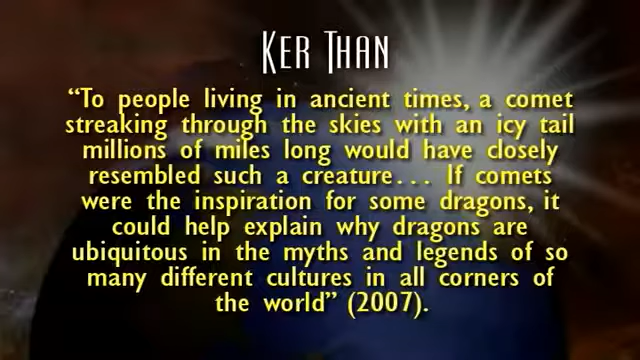 KER THAN
“To people living in ancient times, a comet
streaking through the skies with an icy tail
millions of miles long would have closely
resembled such a creature… If comets
were the inspiration for some dragons, it
could help explain why dragons are
ubiquitous in the myths and legends of so
many different cultures in all corners of
the world” (2007).